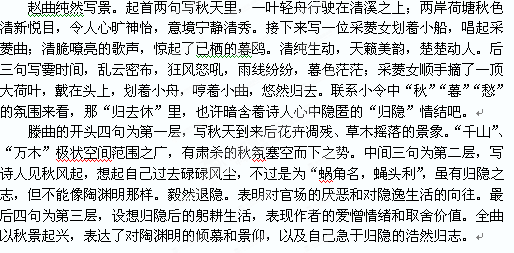 赵曲纯然写景。起首两句写秋天里，一叶轻舟行驶在清溪之上；两岸荷塘秋色
清新悦目，令人心旷神怡，意境宁静清秀。接下来写一位采菱女划着小船，唱起采
菱曲；清脆嘹亮的歌声，惊起了已栖的暮鸥。清纯生动，天籁美韵，楚楚动人。后
三句写霎时间，乱云密布，狂风怒吼，雨线纷纷，暮色茫茫；采菱女顺手摘了一顶
大荷叶，戴在头上，划着小舟，哼着小曲，悠然归去。联系小令中“秋”“暮”“愁”
的氛围来看，那“归去休”里，也许暗含着诗人心中隐匿的“归隐”情结吧。
滕曲的开头四句为第一层，写秋天到来后花卉凋残、草木摇落的景象。“千山”、
“万木”极状空间范围之广，有肃杀的秋氛塞空而下之势。中间三句为第二层，写
诗人见秋风起，想起自己过去碌碌风尘，不过是为“蜗角名，蝇头利”，虽有归隐之
志，但不能像陶渊明那样。毅然退隐。表明对官场的厌恶和对隐逸生活的向往。最
后四句为第三层，设想归隐后的躬耕生活，表现作者的爱憎情绪和取舍价值。全曲
以秋景起兴，表达了对陶渊明的倾慕和景仰，以及自己急于归隐的浩然归志。